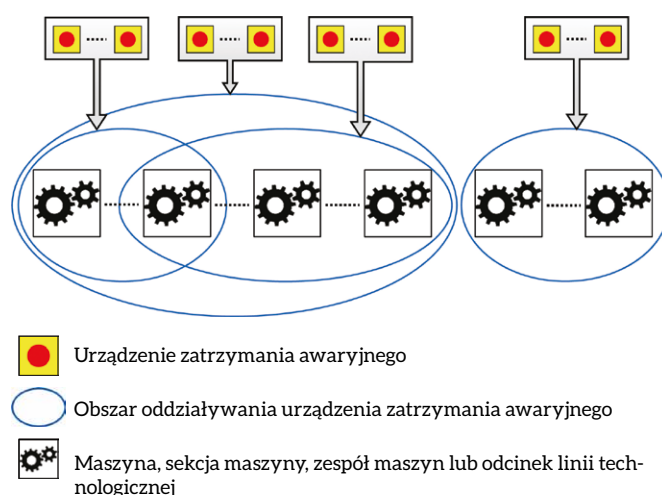 Urządzenie zatrzymania awaryjnego
Obszar oddziaływania urządzenia zatrzymania awaryjnego
Maszyna, sekcja maszyny, zespół maszyn lub odcinek linii tech-
nologicznej